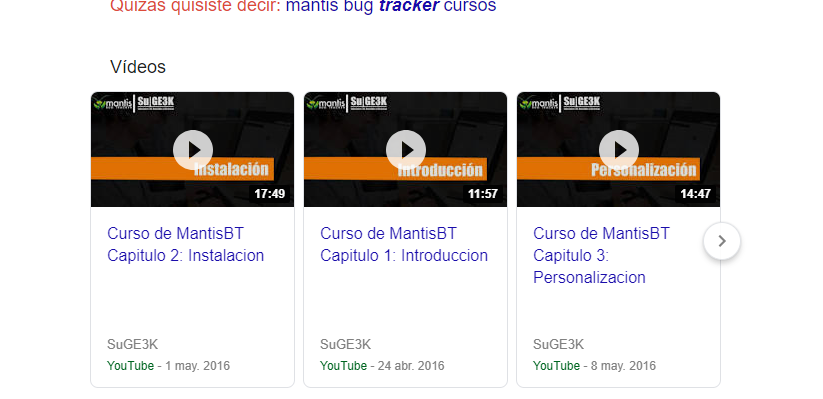 Quizás quisiste decir: mantis bug tracker cursos
Vídeos
mantis
SuGE3K
Instalación
17:49
mantis
SuGE3K
Introducción
11:57
mantis
SuGE3K
Personalización
14:47
Curso de MantisBT
Capitulo 2: Instalacion
SuGE3K
YouTube - 1 may. 2016
Curso de MantisBT
Capitulo 1: Introduccion
SuGE3K
YouTube - 24 abr. 2016
Curso de MantisBT
Capitulo 3:
Personalizacion
SuGE3K
YouTube - 8 may. 2016